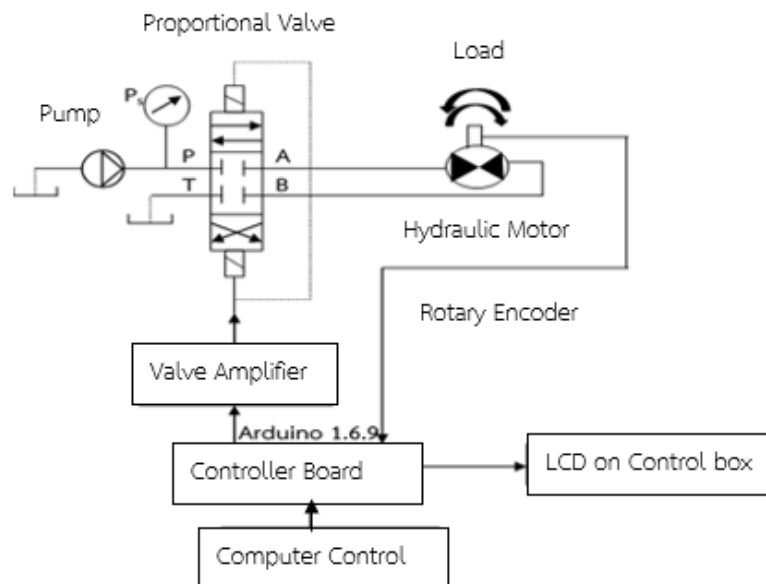 Proportional Valve
Load
Ps
Pump
P
A
T
B
Hydraulic Motor
Rotary Encoder
Valve Amplifier
Arduino 1.6.9
Controller Board
LCD on Control box
Computer Control